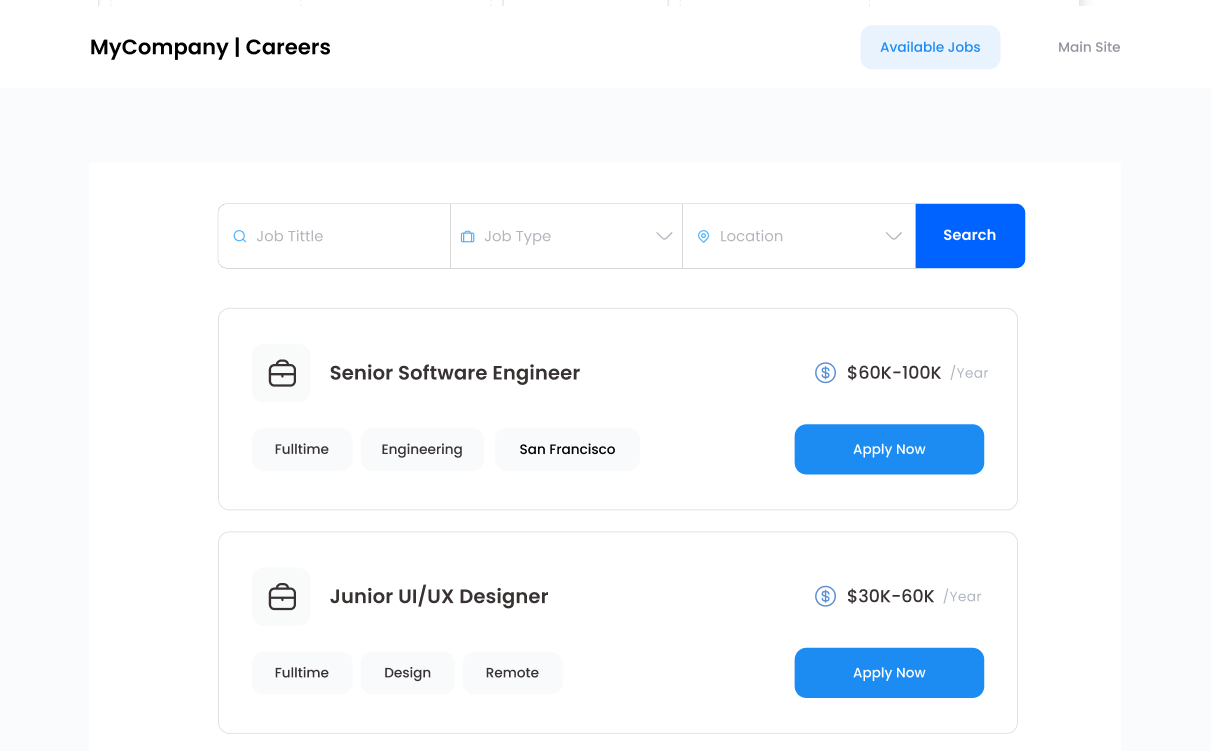 MyCompany | Careers
Available Jobs
Main Site
Job Tittle
Job Type
Location
Search
Senior Software Engineer
$60K-100K /Year
Fulltime
Engineering
San Francisco
Apply Now
Junior UI/UX Designer
$30K-60K /Year
Fulltime
Design
Remote
Apply Now